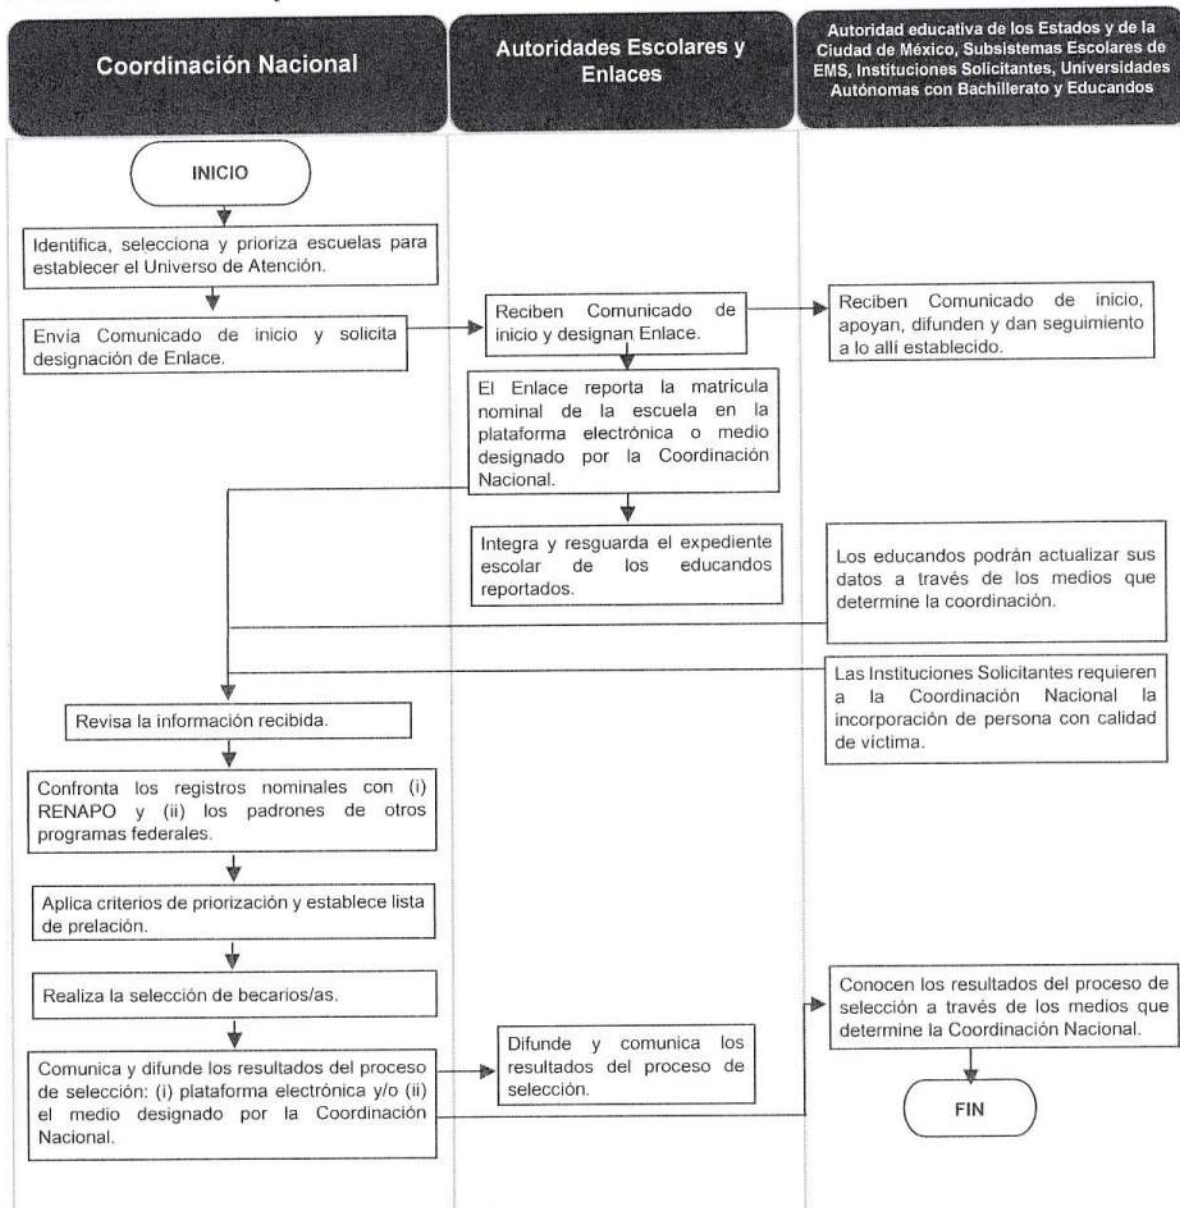 Coordinación Nacional
Autoridades Escolares y
Enlaces
Autoridad educativa de los Estados y de la
Ciudad de México, Subsistemas Escolares de
EMS, Instituciones Solicitantes, Universidades
Autónomas con Bachillerato y Educandos
INICIO
Identifica, selecciona y prioriza escuelas para
establecer el Universo de Atención.
Envía Comunicado de inicio y solicita
designación de Enlace.
Reciben Comunicado de
inicio y designan Enlace.
Reciben Comunicado de inicio,
apoyan, difunden y dan seguimiento
a lo allí establecido.
El Enlace reporta la matrícula
nominal de la escuela en la
plataforma electrónica o medio
designado por la Coordinación
Nacional.
Integra y resguarda el expediente
escolar de los educandos
reportados.
Los educandos podrán actualizar sus
datos a través de los medios que
determine la coordinación.
Las Instituciones Solicitantes requieren
a la Coordinación Nacional la
incorporación de persona con calidad
de víctima.
Revisa la información recibida.
Confronta los registros nominales con (i)
RENAPO y (ii) los padrones de otros
programas federales.
Aplica criterios de priorización y establece lista
de prelación.
Realiza la selección de becarios/as.
Comunica y difunde los resultados del proceso
de selección: (i) plataforma electrónica y/o (ii)
el medio designado por la Coordinación
Nacional.
Difunde y comunica los
resultados del proceso de
selección.
Conocen los resultados del proceso de
selección a través de los medios que
determine la Coordinación Nacional.
FIN